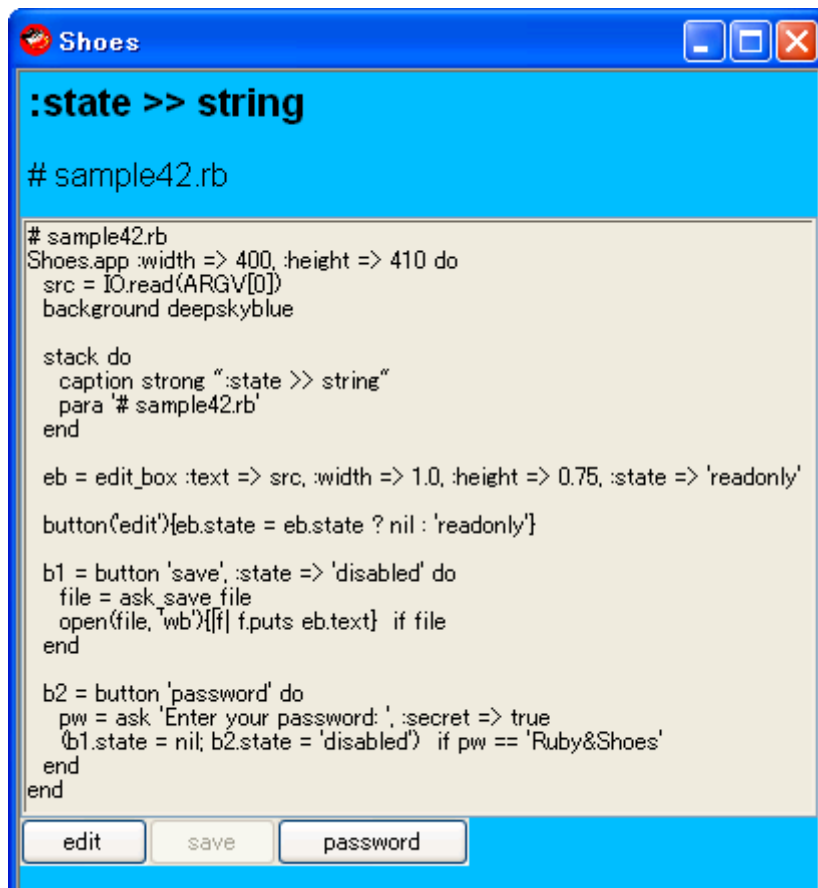 Shoes
:state >> string
# sample42.rb
# sample42.rb
Shoes.app :width => 400, :height => 410 do
  src = IO.read(ARGV[0])
  background deepskyblue

  stack do
    caption strong ":state >> string"
    para '# sample42.rb'
  end

  eb = edit_box :text => src, :width => 1.0, :height => 0.75, :state => 'readonly'

  button('edit'){eb.state = eb.state ? nil : 'readonly'}

  b1 = button 'save', :state => 'disabled' do
    file = ask_save_file
    open(file, 'wb'){|f| f.puts eb.text}  if file
  end

  b2 = button 'password' do
    pw = ask 'Enter your password: ', :secret => true
    (b1.state = nil; b2.state = 'disabled')  if pw == 'Ruby&Shoes'
  end
end
edit save password